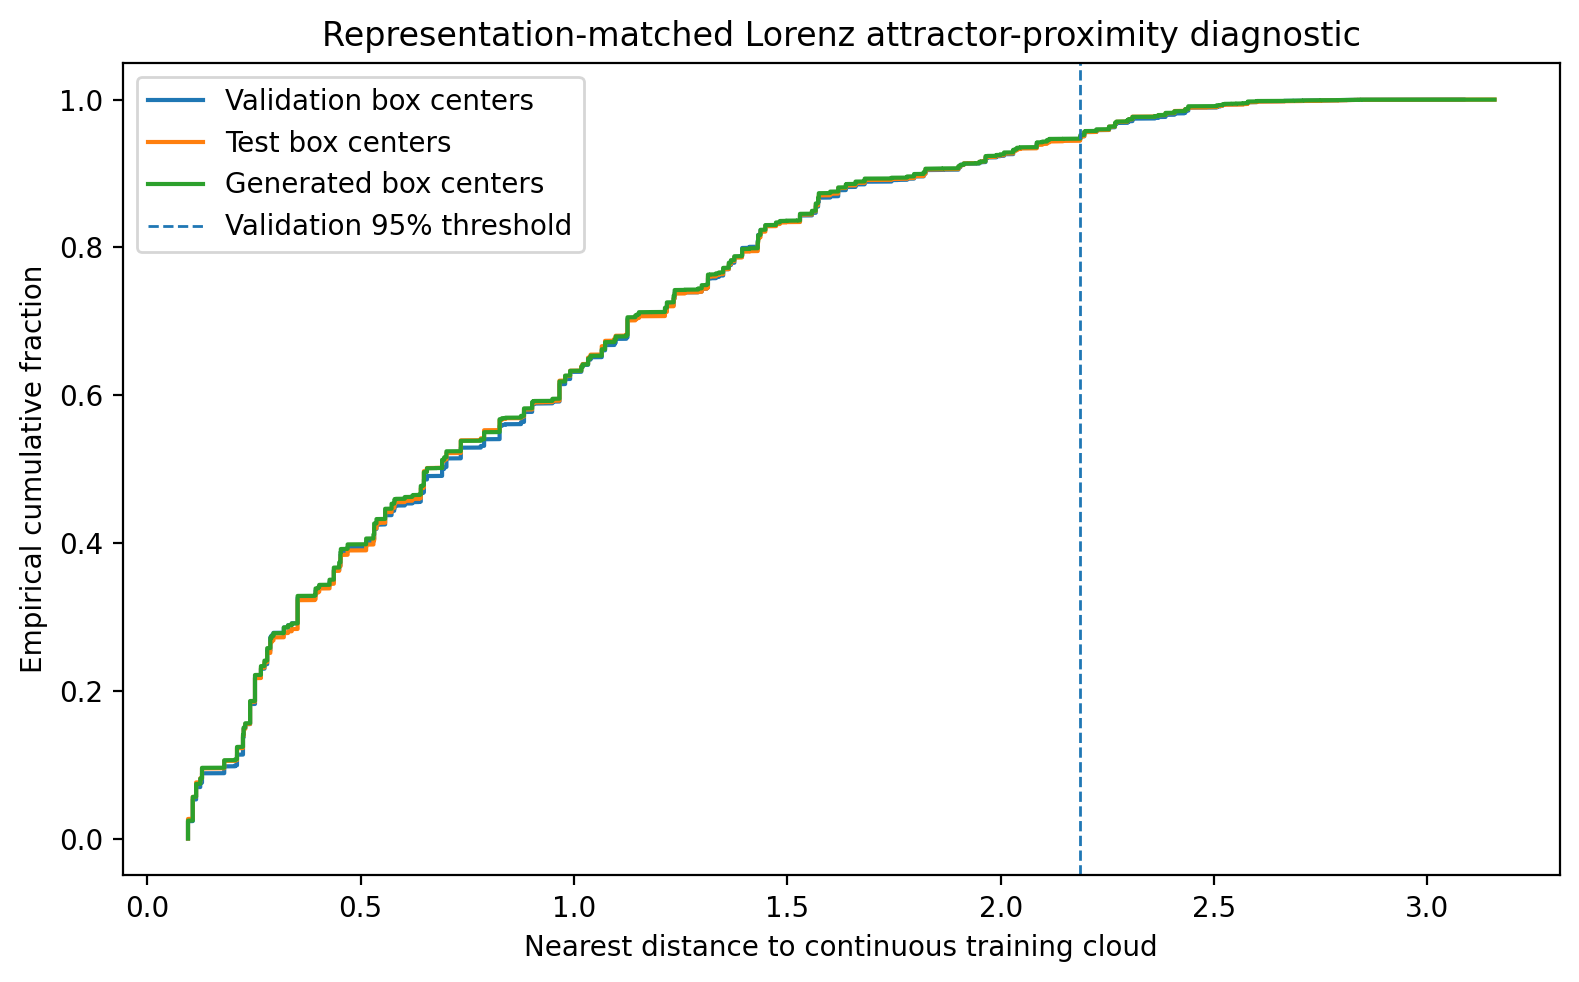 Representation-matched Lorenz attractor-proximity diagnostic
Validation box centers
Test box centers
Generated box centers
Validation 95% threshold
Empirical cumulative fraction
1.0
0.8
0.6
0.4
0.2
0.0
0.0 0.5 1.0 1.5 2.0 2.5 3.0
Nearest distance to continuous training cloud